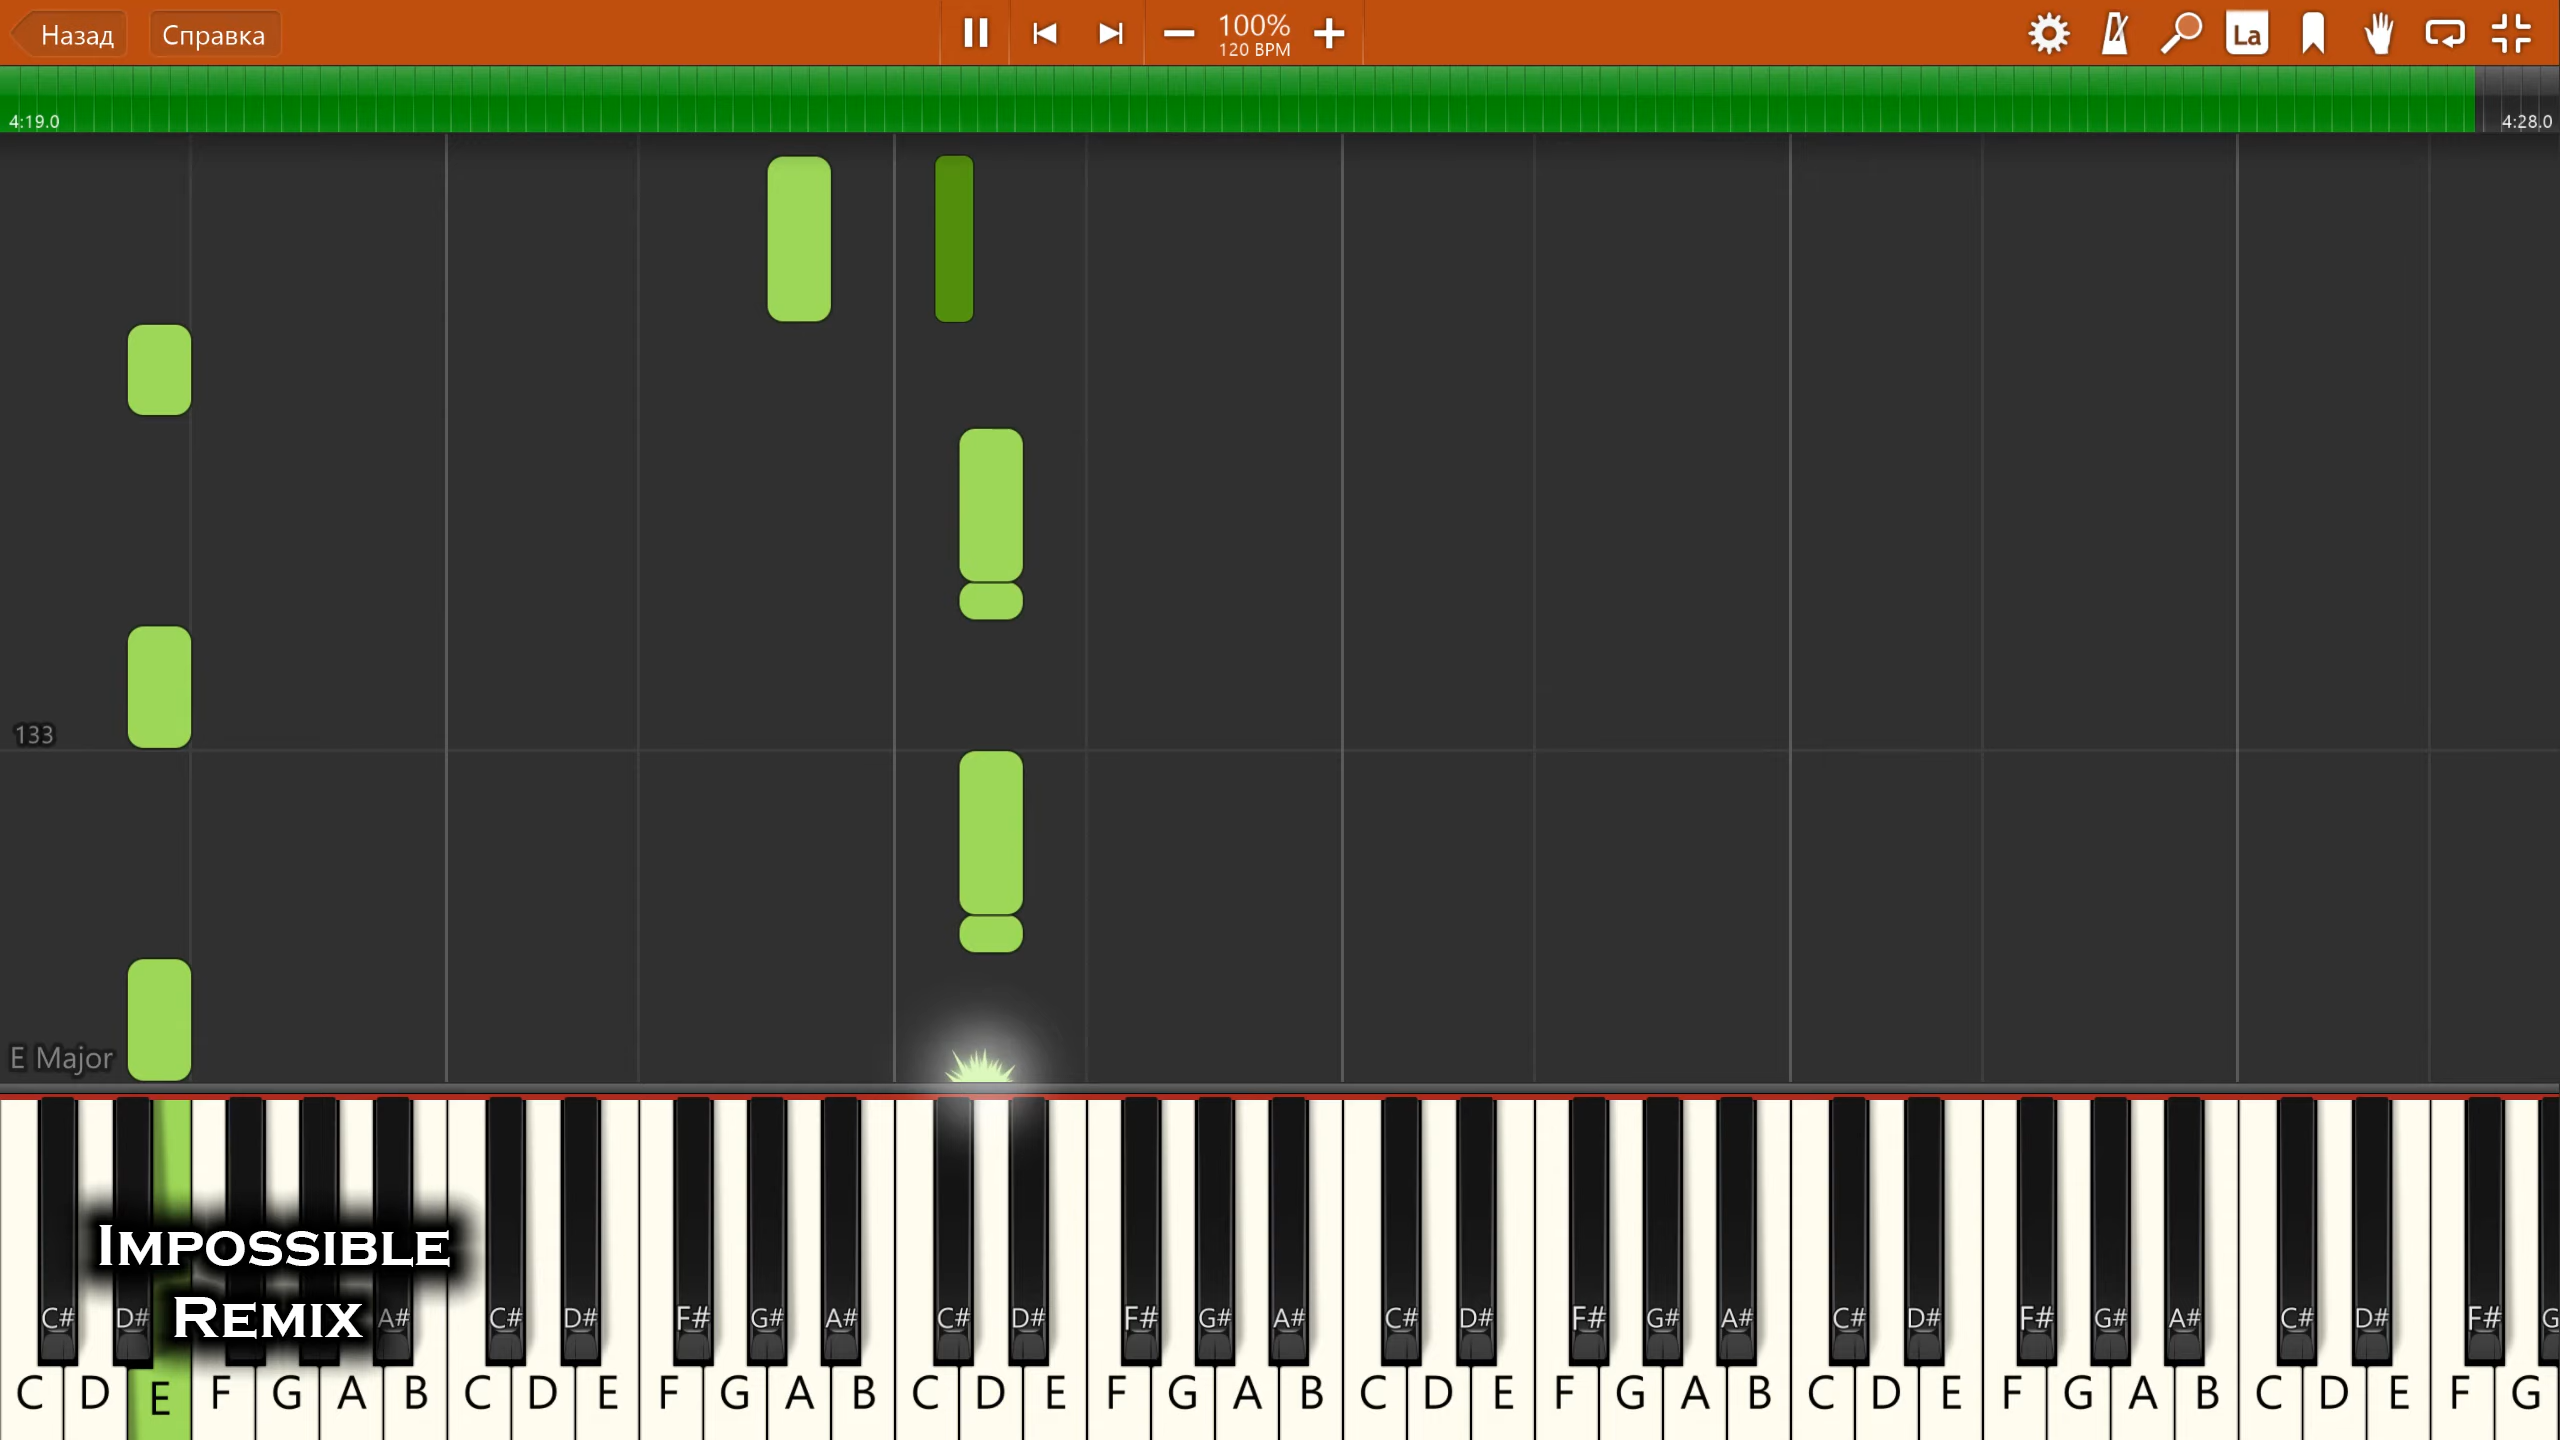 Назад Справка 100% La
120 BPM
4:19.0 4:28.0
133
E Major
Impossible
Remix
C# D# A# C# D# F# G# A# C# D# F# G# A# C# D# F# G# A# C# D# F# G# A# C# D# F# G
C D E F G A B C D E F G A B C D E F G A B C D E F G A B C D E F G A B C D E F G